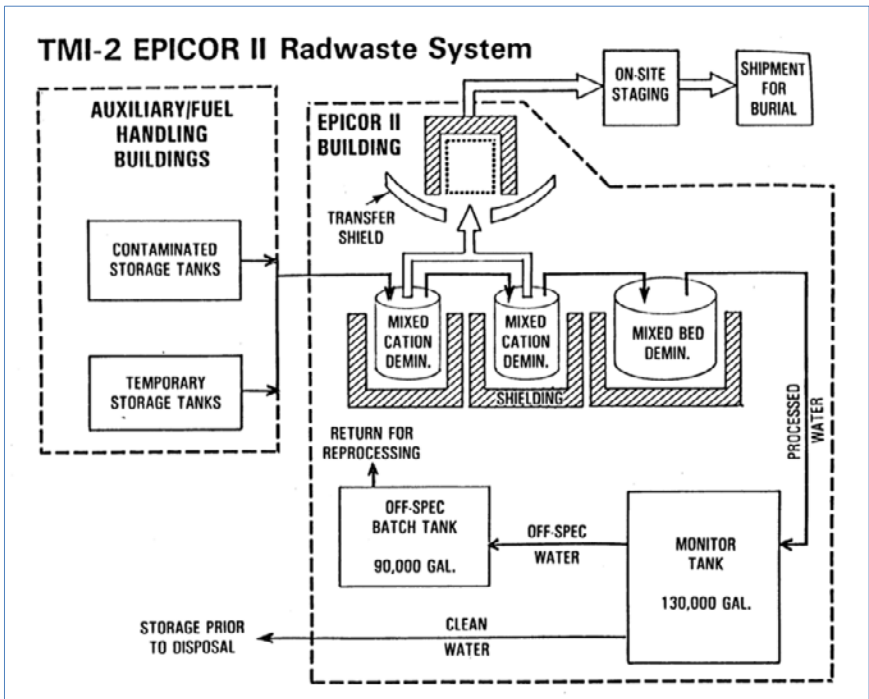 TMI-2 EPICOR II Radwaste System
AUXILIARY/FUEL
HANDLING
BUILDINGS
CONTAMINATED
STORAGE TANKS
TEMPORARY
STORAGE TANKS
EPICOR II
BUILDING
TRANSFER
SHIELD
ON-SITE
STAGING
SHIPMENT
FOR
BURIAL
MIXED
CATION
DEMIN.
MIXED
CATION
DEMIN.
MIXED BED
DEMIN.
SHIELDING
PROCESSED
WATER
RETURN FOR
REPROCESSING
OFF-SPEC
BATCH TANK
90,000 GAL.
OFF-SPEC
WATER
MONITOR
TANK
130,000 GAL.
CLEAN
WATER
STORAGE PRIOR
TO DISPOSAL